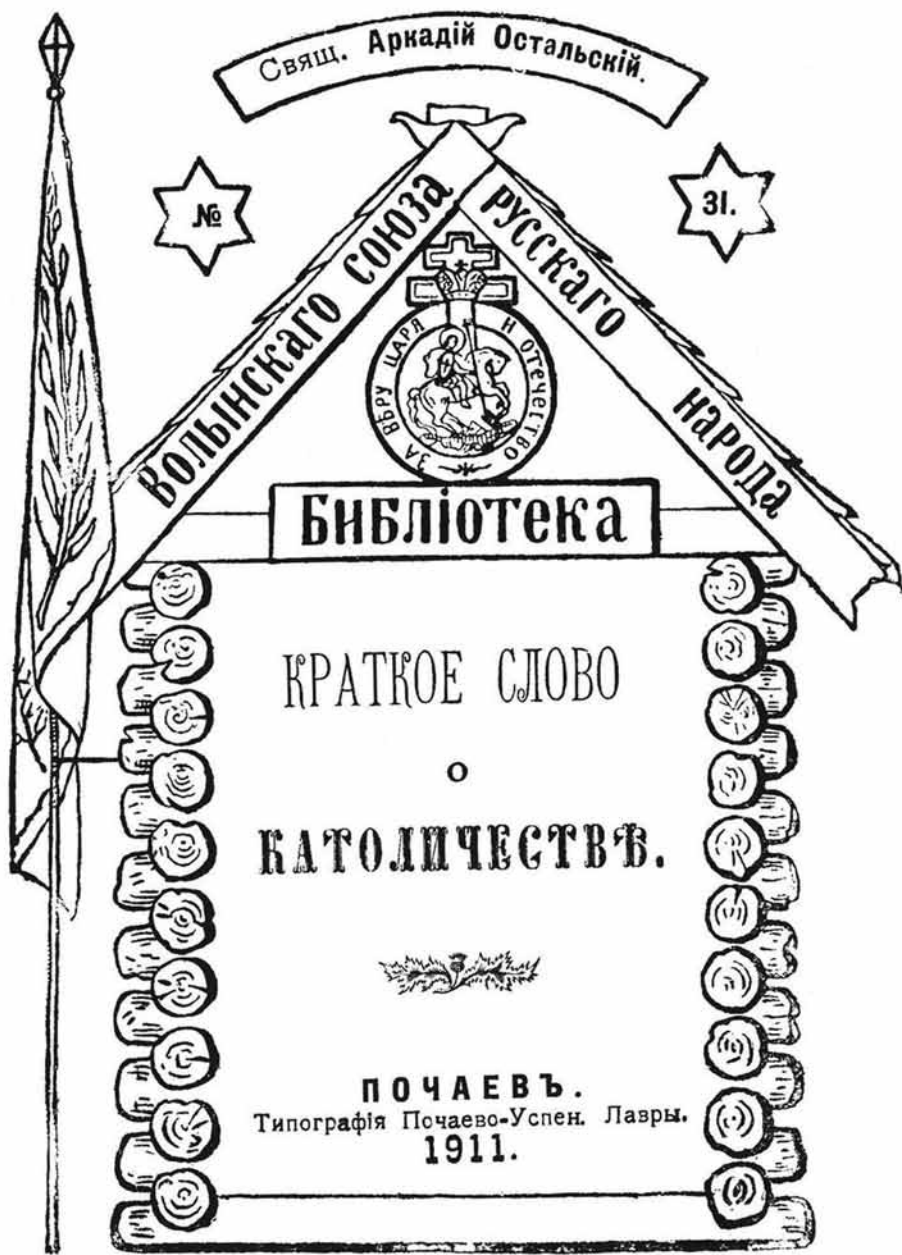 Свящ. Аркадій Остальскій.
№ 31.
Волынскаго Союза
Русскаго Народа
ЗА ВѢРУ ЦАРЯ И ОТЕЧЕСТВО
Библіотека
КРАТКОЕ СЛОВО
О
КАТОЛИЧЕСТВѢ.
ПОЧАЕВЪ.
Типографія Почаево-Успен. Лавры.
1911.